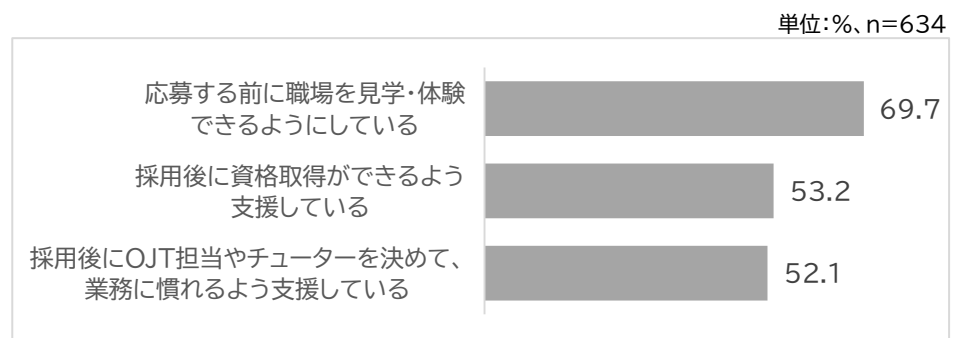 単位:%、n=634
応募する前に職場を見学・体験
できるようにしている
69.7
採用後に資格取得ができるよう
支援している
53.2
採用後にOJT担当やチューターを決めて、
業務に慣れるよう支援している
52.1